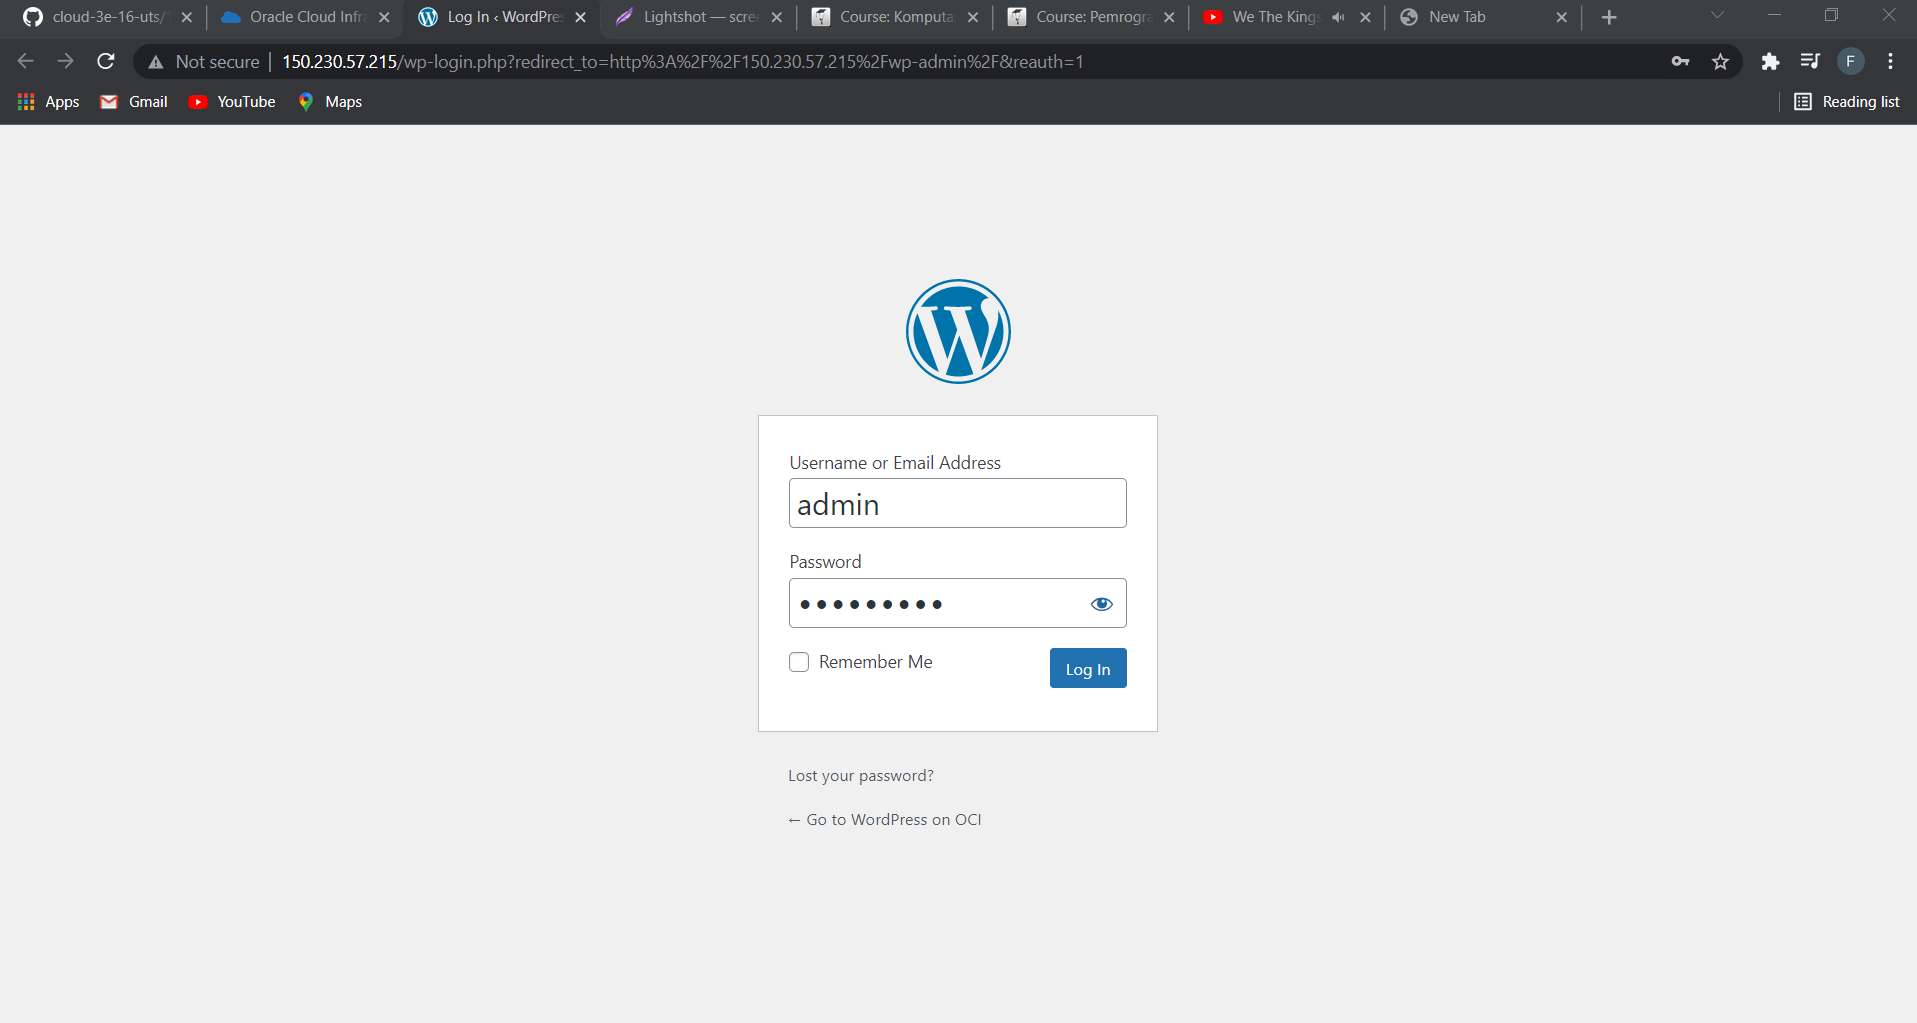 cloud-3e-16-uts/
Oracle Cloud Infra
Log In ‹ WordPres
Lightshot — scree
Course: Komputa
Course: Pemrogra
We The Kings
New Tab
Not secure
150.230.57.215/wp-login.php?redirect_to=http%3A%2F%2F150.230.57.215%2Fwp-admin%2F&reauth=1
F
Apps
Gmail
YouTube
Maps
Reading list
Username or Email Address
admin
Password
Remember Me
Log In
Lost your password?
← Go to WordPress on OCI